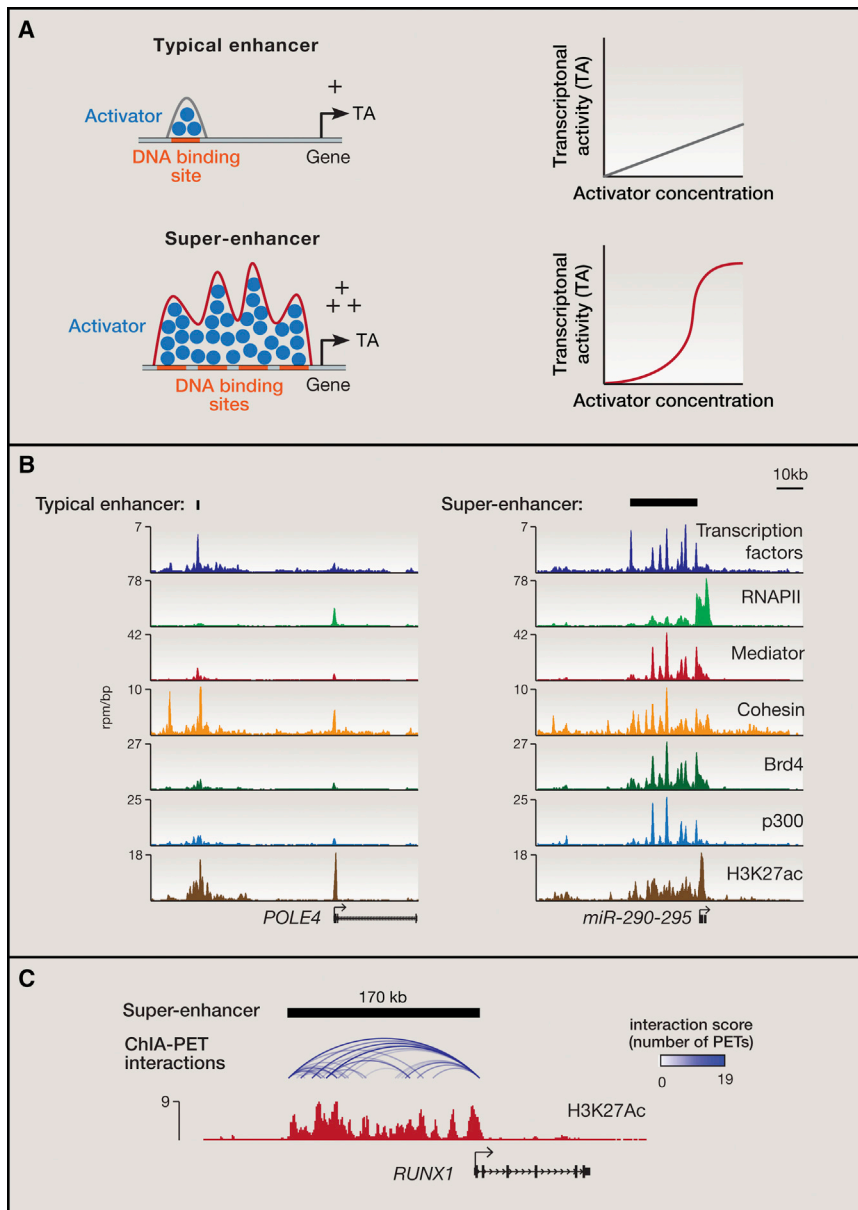 A
Typical enhancer
+
Activator
TA
DNA binding
site
Gene
Transcriptonal
activity (TA)
Activator concentration
Super-enhancer
+
+ +
Activator
TA
DNA binding
sites
Gene
Transcriptonal
activity (TA)
Activator concentration
B
10kb
Typical enhancer:
Super-enhancer:
7
7
Transcription
factors
78
78
RNAPII
42
42
Mediator
rpm/bp
10
10
Cohesin
27
27
Brd4
25
25
p300
18
18
H3K27ac
POLE4
miR-290-295
C
170 kb
Super-enhancer
ChIA-PET
interactions
interaction score
(number of PETs)
0
19
9
H3K27Ac
RUNX1